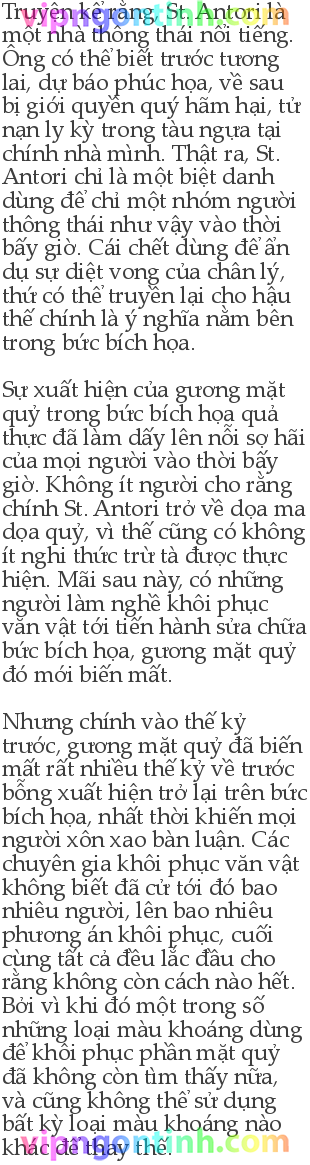 Truyện kể rằng, St. Antori là
vipngontinh.com
một nhà thông thái nổi tiếng.
Ông có thể biết trước tương
lai, dự báo phúc họa, về sau
bị giới quyền quý hãm hại, tử
nạn ly kỳ trong tàu ngựa tại
chính nhà mình. Thật ra, St.
Antori chỉ là một biệt danh
dùng để chỉ một nhóm người
thông thái như vậy vào thời
bấy giờ. Cái chết dùng để ẩn
dụ sự diệt vong của chân lý,
thứ có thể truyền lại cho hậu
thế chính là ý nghĩa nằm bên
trong bức bích họa.
Sự xuất hiện của gương mặt
quỷ trong bức bích họa quả
thực đã làm dấy lên nỗi sợ hãi
của mọi người vào thời bấy
giờ. Không ít người cho rằng
chính St. Antori trở về dọa ma
dọa quỷ, vì thế cũng có không
ít nghi thức trừ tà được thực
hiện. Mãi sau này, có những
người làm nghề khôi phục
văn vật tới tiến hành sửa chữa
bức bích họa, gương mặt quỷ
đó mới biến mất.
Nhưng chính vào thế kỷ
trước, gương mặt quỷ đã biến
mất rất nhiều thế kỷ về trước
bỗng xuất hiện trở lại trên bức
bích họa, nhất thời khiến mọi
người xôn xao bàn luận. Các
chuyên gia khôi phục văn vật
không biết đã cử tới đó bao
nhiêu người, lên bao nhiêu
phương án khôi phục, cuối
cùng tất cả đều lắc đầu cho
rằng không còn cách nào hết.
Bởi vì khi đó một trong số
những loại màu khoáng dùng
để khôi phục phần mặt quỷ
đã không còn tìm thấy nữa,
và cũng không thể sử dụng
bất kỳ loại màu khoáng nào
khác để thay thế.
vipngontinh.com